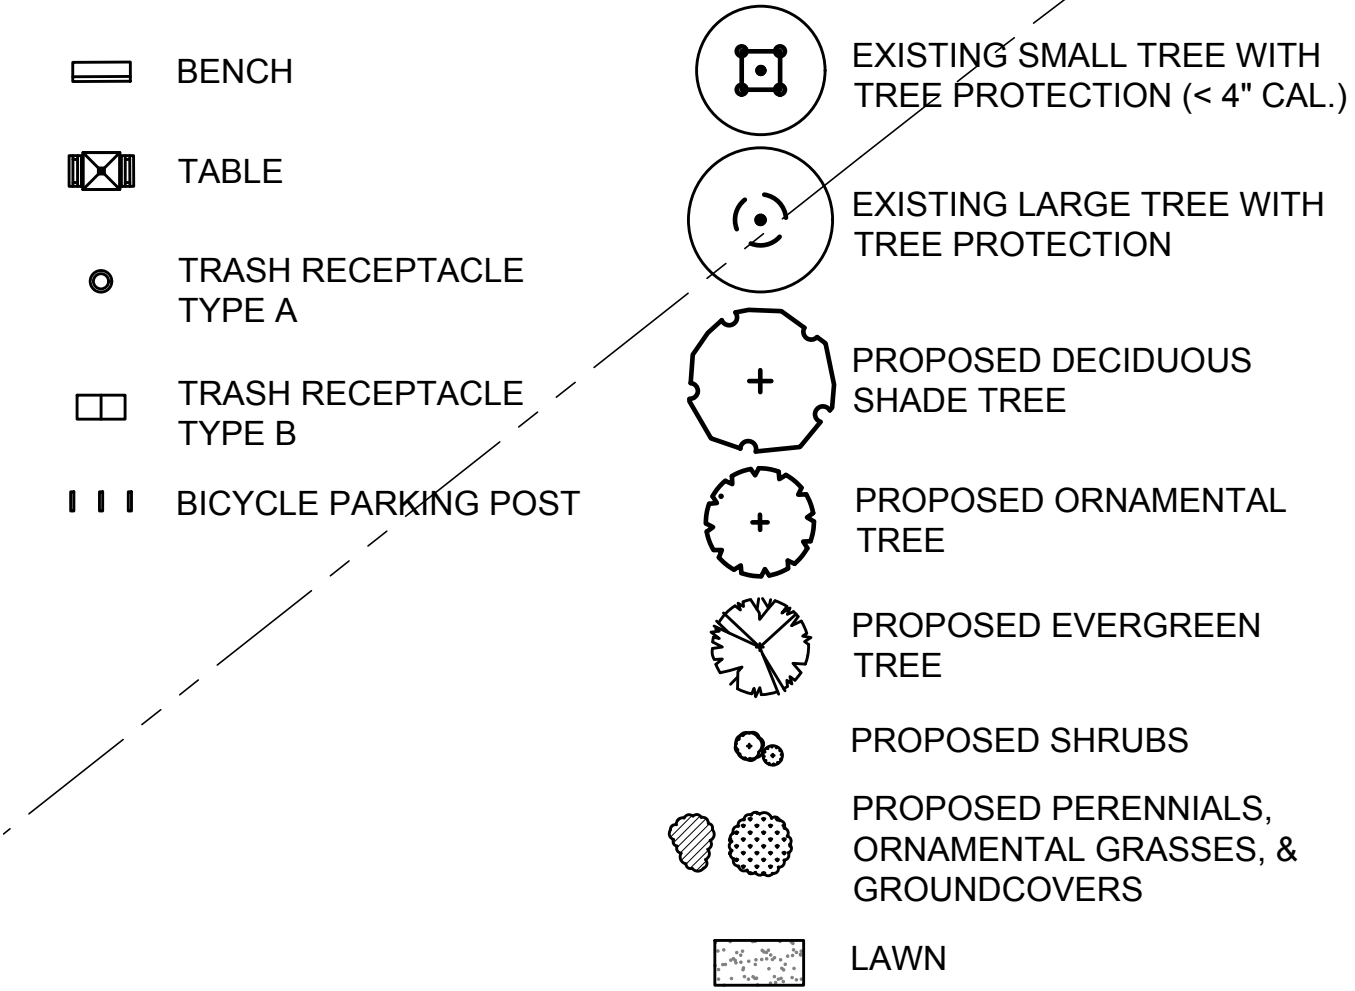 BENCH
TABLE
TRASH RECEPTACLE
TYPE A
TRASH RECEPTACLE
TYPE B
BICYCLE PARKING POST
EXISTING SMALL TREE WITH
TREE PROTECTION (< 4" CAL.)
EXISTING LARGE TREE WITH
TREE PROTECTION
PROPOSED DECIDUOUS
SHADE TREE
PROPOSED ORNAMENTAL
TREE
PROPOSED EVERGREEN
TREE
PROPOSED SHRUBS
PROPOSED PERENNIALS,
ORNAMENTAL GRASSES, &
GROUNDCOVERS
LAWN